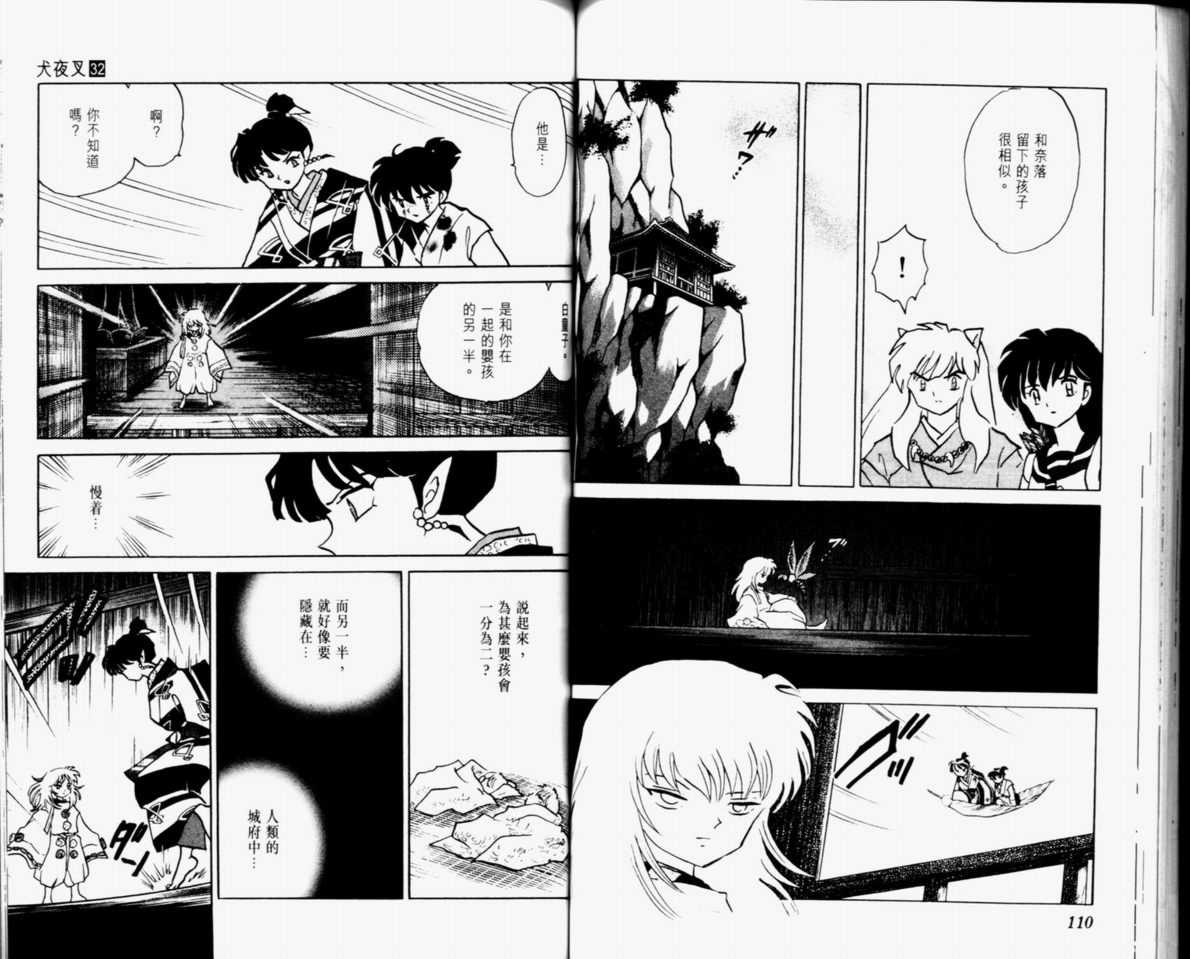 和奈落
留下的孩子
很相似。
！
110
犬夜叉32
他是…
啊？
你不知道
嗎？
白童子。
是和你在
一起的嬰孩
的另一半。
慢着…
說起來，
為甚麼嬰孩會
一分為二？
而另一半，
就好像要
隱藏在…
人類的
城府中…